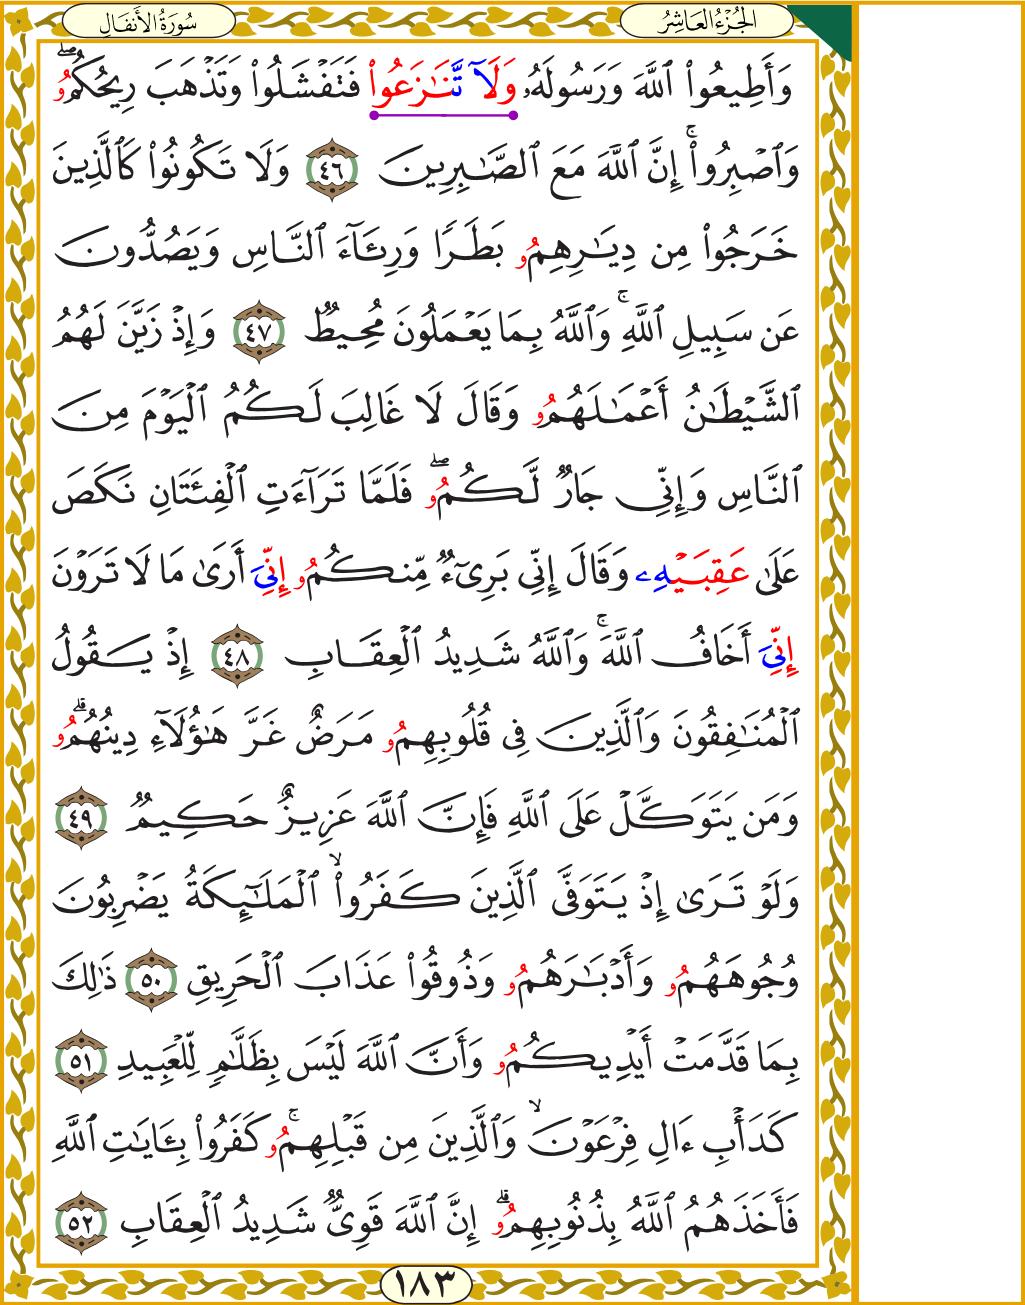 الجُزْءُ العَاشِرُ
سُورَةُ الأَنفَال
وَأَطِيعُوا۟ ٱللَّهَ وَرَسُولَهُۥ وَلَآ تَّنَٰزَعُوا۟ فَتَفْشَلُوا۟ وَتَذْهَبَ رِيحُكُمُۥۖ
وَٱصْبِرُوٓا۟ۚ إِنَّ ٱللَّهَ مَعَ ٱلصَّٰبِرِينَ ٤٦ وَلَا تَكُونُوا۟ كَٱلَّذِينَ
خَرَجُوا۟ مِن دِيَٰرِهِمُۥ بَطَرًا وَرِئَآءَ ٱلنَّاسِ وَيَصُدُّونَ
عَن سَبِيلِ ٱللَّهِۚ وَٱللَّهُ بِمَا يَعْمَلُونَ مُحِيطٌ ٤٧ وَإِذْ زَيَّنَ لَهُمُ
ٱلشَّيْطَٰنُ أَعْمَٰلَهُمُۥ وَقَالَ لَا غَالِبَ لَكُمُ ٱلْيَوْمَ مِنَ
ٱلنَّاسِ وَإِنِّى جَارٌ لَّكُمُۥۖ فَلَمَّا تَرَآءَتِ ٱلْفِئَتَانِ نَكَصَ
عَلَىٰ عَقِبَيْهِۦ وَقَالَ إِنِّى بَرِىٓءٌ مِّنكُمُۥ إِنِّىَ أَرَىٰ مَا لَا تَرَوْنَ
إِنِّىَ أَخَافُ ٱللَّهَۚ وَٱللَّهُ شَدِيدُ ٱلْعِقَابِ ٤٨ إِذْ يَقُولُ
ٱلْمُنَٰفِقُونَ وَٱلَّذِينَ فِى قُلُوبِهِمُۥ مَرَضٌ غَرَّ هَٰٓؤُلَآءِ دِينُهُمُۥۗ
وَمَن يَتَوَكَّلْ عَلَى ٱللَّهِ فَإِنَّ ٱللَّهَ عَزِيزٌ حَكِيمٌ ٤٩
وَلَوْ تَرَىٰٓ إِذْ يَتَوَفَّى ٱلَّذِينَ كَفَرُوا۟ۙ ٱلْمَلَٰٓئِكَةُ يَضْرِبُونَ
وُجُوهَهُمُۥ وَأَدْبَٰرَهُمُۥ وَذُوقُوا۟ عَذَابَ ٱلْحَرِيقِ ٥٠ ذَٰلِكَ
بِمَا قَدَّمَتْ أَيْدِيكُمُۥ وَأَنَّ ٱللَّهَ لَيْسَ بِظَلَّٰمٍ لِّلْعَبِيدِ ٥١
كَدَأْبِ ءَالِ فِرْعَوْنَۙ وَٱلَّذِينَ مِن قَبْلِهِمُۥۚ كَفَرُوا۟ بِـَٔايَٰتِ ٱللَّهِ
فَأَخَذَهُمُ ٱللَّهُ بِذُنُوبِهِمُۥۗ إِنَّ ٱللَّهَ قَوِىٌّ شَدِيدُ ٱلْعِقَابِ ٥٢
١٨٣